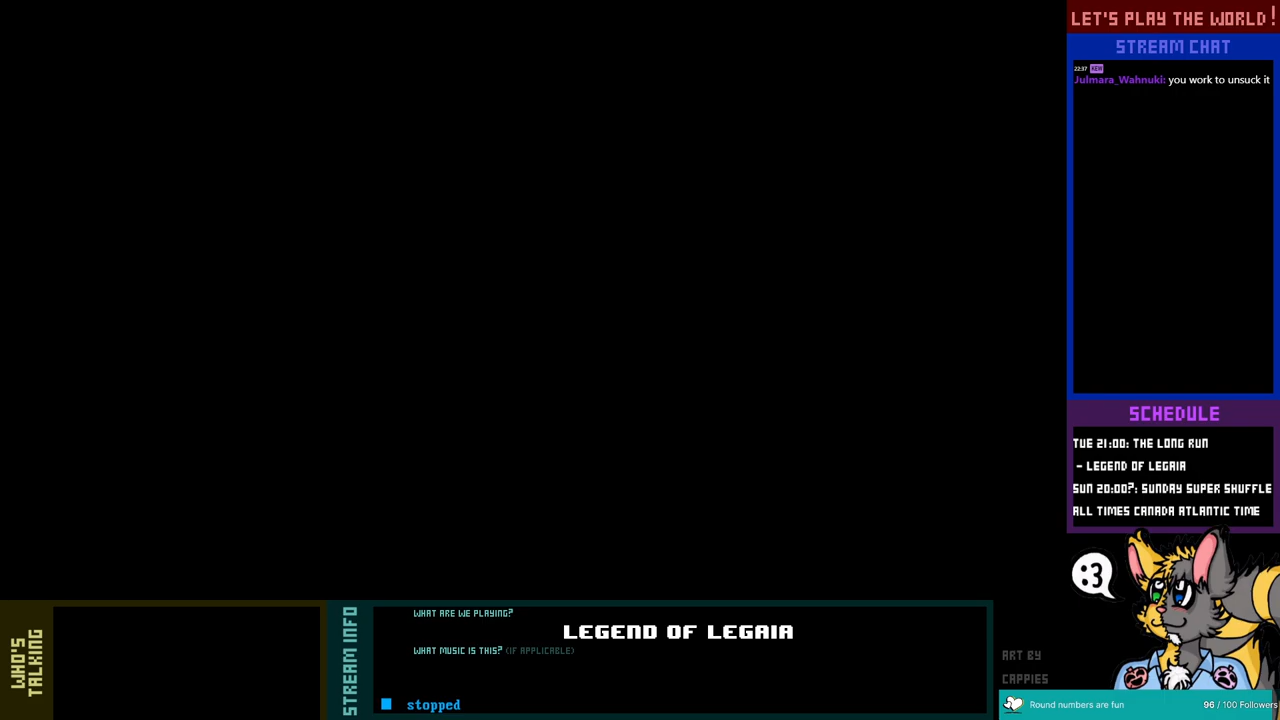 LET'S PLAY THE WORLD!
STREAM CHAT
22:37 NEW
Julmara_Wahnuki: you work to unsuck it
SCHEDULE
TUE 21:00: THE LONG RUN
- LEGEND OF LEGAIA
SUN 20:00?: SUNDAY SUPER SHUFFLE
ALL TIMES CANADA ATLANTIC TIME
:3
WHO'S
TALKING
STREAM INFO
WHAT ARE WE PLAYING?
LEGEND OF LEGAIA
WHAT MUSIC IS THIS? (IF APPLICABLE)
stopped
ART BY
CAPPIES
Round numbers are fun
96 / 100 Followers